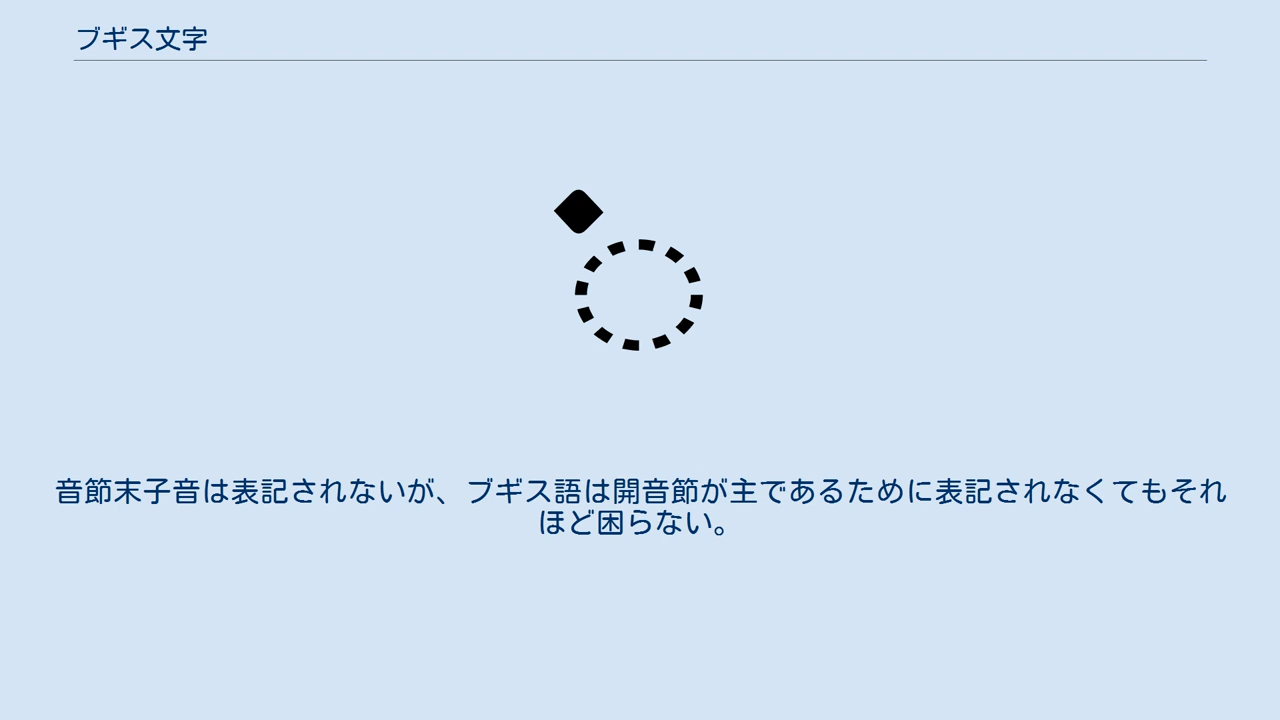 ブギス文字
音節末子音は表記されないが、ブギス語は開音節が主であるために表記されなくてもそれ
ほど困らない。